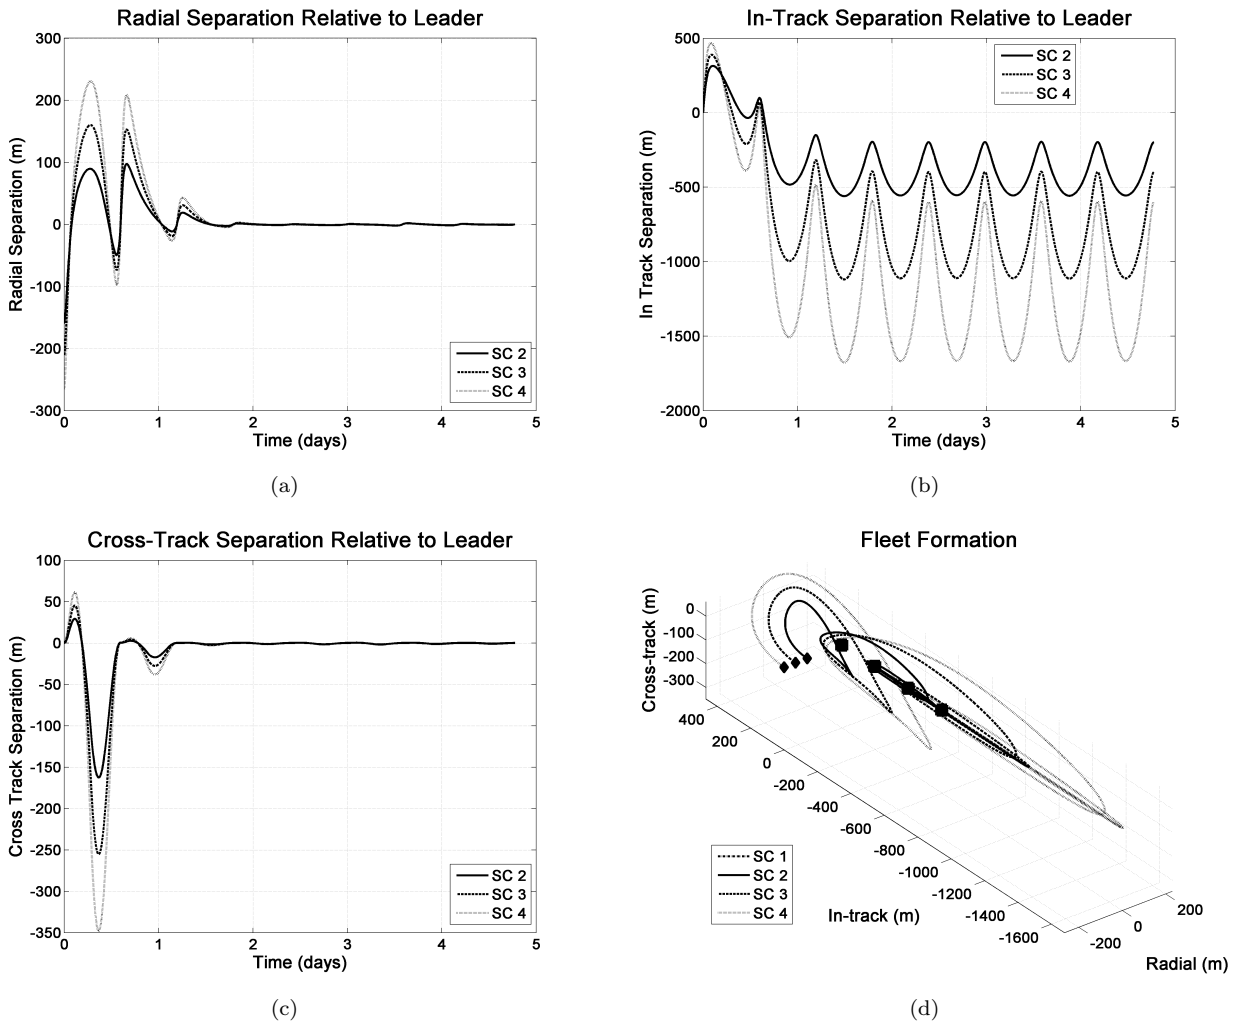 Radial Separation Relative to Leader
300
200
100
0
-100
-200
-300
0 1 2 3 4 5
Radial Separation (m)
Time (days)
SC 2
SC 3
SC 4
(a)
In-Track Separation Relative to Leader
500
0
-500
-1000
-1500
-2000
0 1 2 3 4 5
In Track Separation (m)
Time (days)
SC 2
SC 3
SC 4
(b)
Cross-Track Separation Relative to Leader
100
50
0
-50
-100
-150
-200
-250
-300
-350
0 1 2 3 4 5
Cross Track Separation (m)
Time (days)
SC 2
SC 3
SC 4
(c)
Fleet Formation
0
-100
-200
-300
Cross-track (m)
400
200
0
-200
-400
-600
-800
-1000
-1200
-1400
-1600
In-track (m)
-200
0
200
Radial (m)
SC 1
SC 2
SC 3
SC 4
(d)